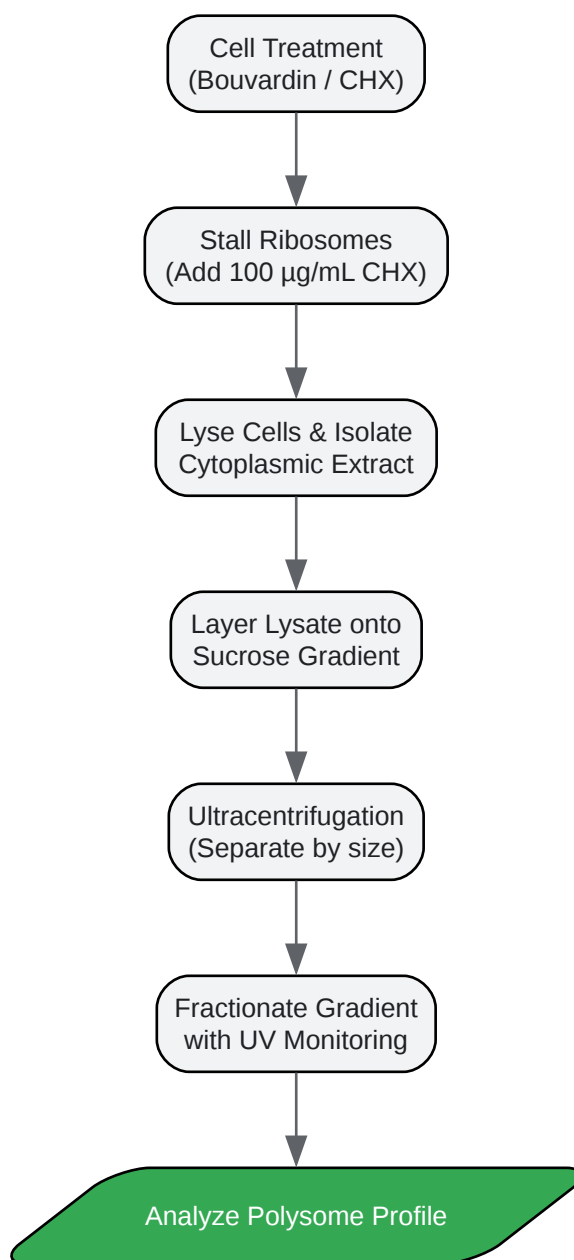 Cell Treatment
(Bouvardin / CHX)
Stall Ribosomes
(Add 100 µg/mL CHX)
Lyse Cells & Isolate
Cytoplasmic Extract
Layer Lysate onto
Sucrose Gradient
Ultracentrifugation
(Separate by size)
Fractionate Gradient
with UV Monitoring
Analyze Polysome Profile